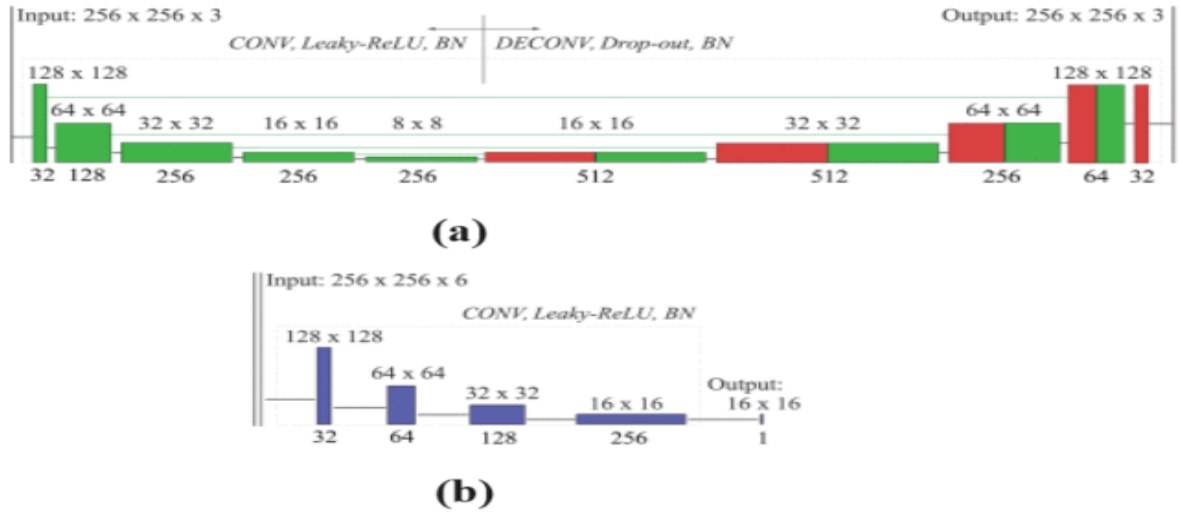 Input: 256 x 256 x 3 Output: 256 x 256 x 3
CONV, Leaky-ReLU, BN DECONV, Drop-out, BN
128 x 128 128 x 128
64 x 64 32 x 32 16 x 16 8 x 8 16 x 16 32 x 32 64 x 64
32 128 256 256 256 512 512 256 64 32
(a)
Input: 256 x 256 x 6
CONV, Leaky-ReLU, BN
128 x 128
64 x 64
32 x 32 16 x 16 Output:
16 x 16
32 64 128 256 1
(b)